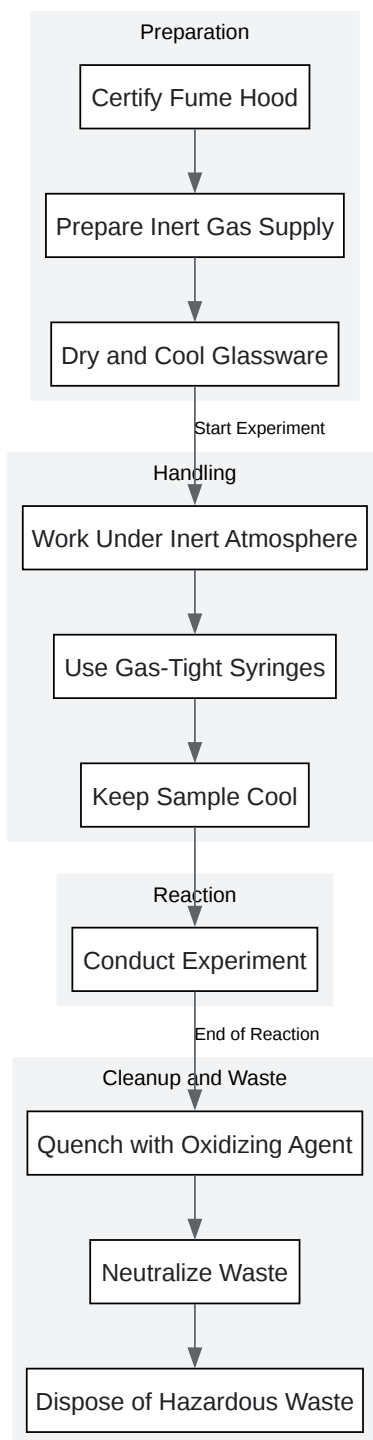 Preparation
Certify Fume Hood
Prepare Inert Gas Supply
Dry and Cool Glassware
Start Experiment
Handling
Work Under Inert Atmosphere
Use Gas-Tight Syringes
Keep Sample Cool
Reaction
Conduct Experiment
End of Reaction
Cleanup and Waste
Quench with Oxidizing Agent
Neutralize Waste
Dispose of Hazardous Waste